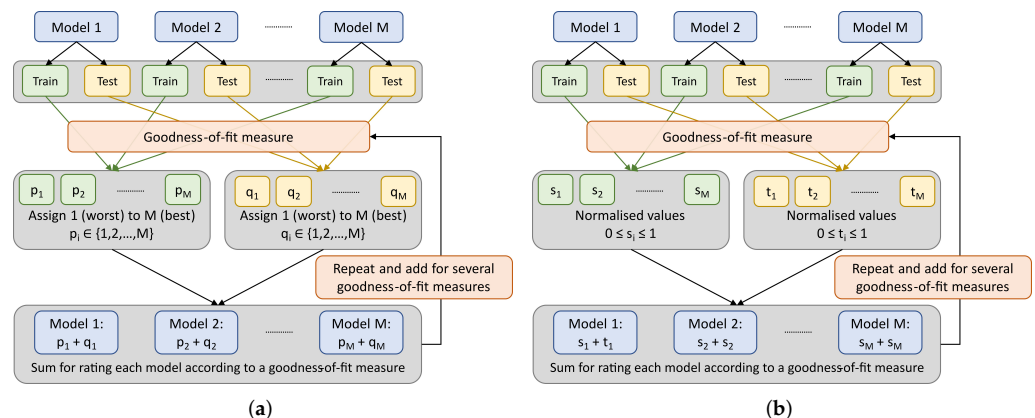 Model 1
Model 2
Model M
Train
Test
Train
Test
Train
Test
Goodness-of-fit measure
p1
p2
pM
Assign 1 (worst) to M (best)
pi ∈ {1,2,...,M}
q1
q2
qM
Assign 1 (worst) to M (best)
qi ∈ {1,2,...,M}
Repeat and add for several
goodness-of-fit measures
Model 1:
p1 + q1
Model 2:
p2 + q2
Model M:
pM + qM
Sum for rating each model according to a goodness-of-fit measure
(a)
Model 1
Model 2
Model M
Train
Test
Train
Test
Train
Test
Goodness-of-fit measure
s1
s2
sM
Normalised values
0 ≤ si ≤ 1
t1
t2
tM
Normalised values
0 ≤ ti ≤ 1
Repeat and add for several
goodness-of-fit measures
Model 1:
s1 + t1
Model 2:
s2 + s2
Model M:
sM + sM
Sum for rating each model according to a goodness-of-fit measure
(b)